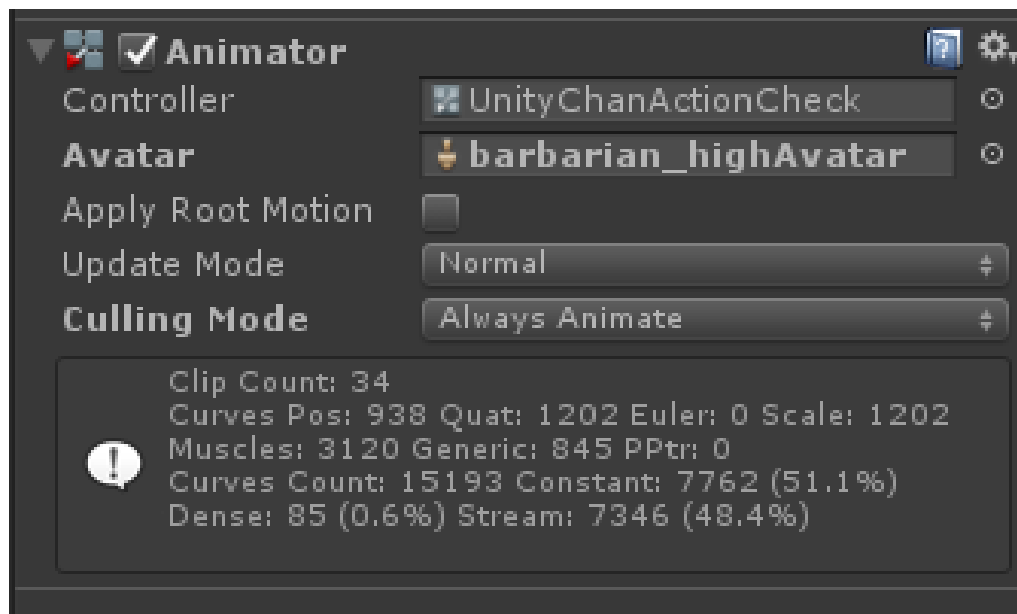 Animator
Controller UnityChanActionCheck
Avatar barbarian_highAvatar
Apply Root Motion
Update Mode Normal
Culling Mode Always Animate
Clip Count: 34
Curves Pos: 938 Quat: 1202 Euler: 0 Scale: 1202
Muscles: 3120 Generic: 845 PPtr: 0
Curves Count: 15193 Constant: 7762 (51.1%)
Dense: 85 (0.6%) Stream: 7346 (48.4%)